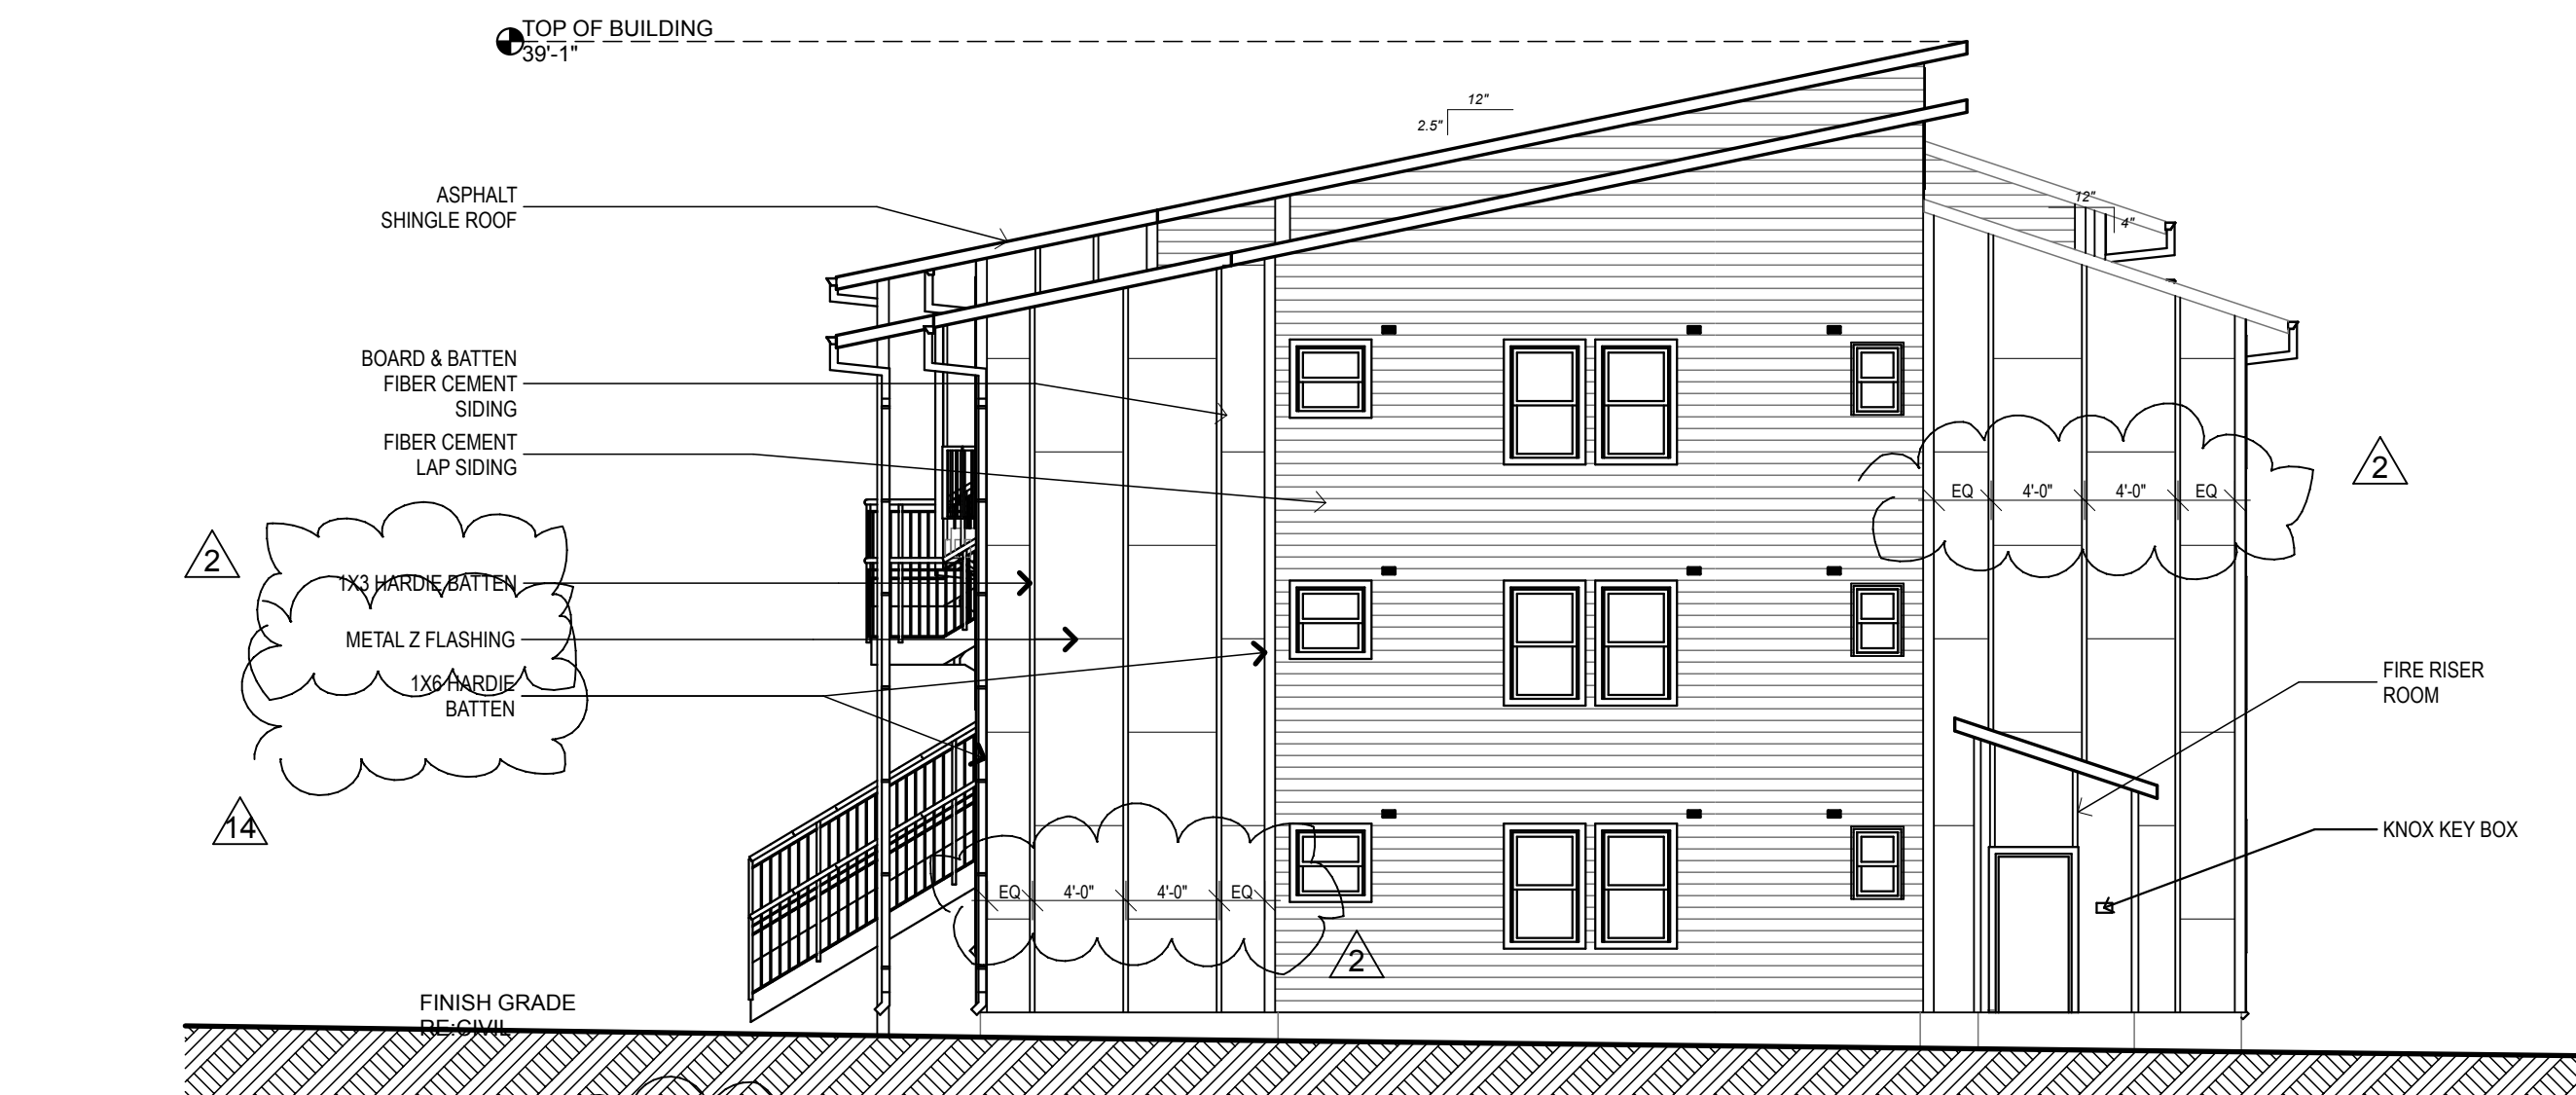 TOP OF BUILDING
39'-1"
12"
2.5"
ASPHALT
SHINGLE ROOF
12"
4"
BOARD & BATTEN
FIBER CEMENT
SIDING
FIBER CEMENT
LAP SIDING
2
EQ 4'-0" 4'-0" EQ
2
1X3 HARDIE BATTEN
METAL Z FLASHING
1X6 HARDIE
BATTEN
FIRE RISER
ROOM
14
KNOX KEY BOX
EQ 4'-0" 4'-0" EQ
2
FINISH GRADE
RE:CIVIL